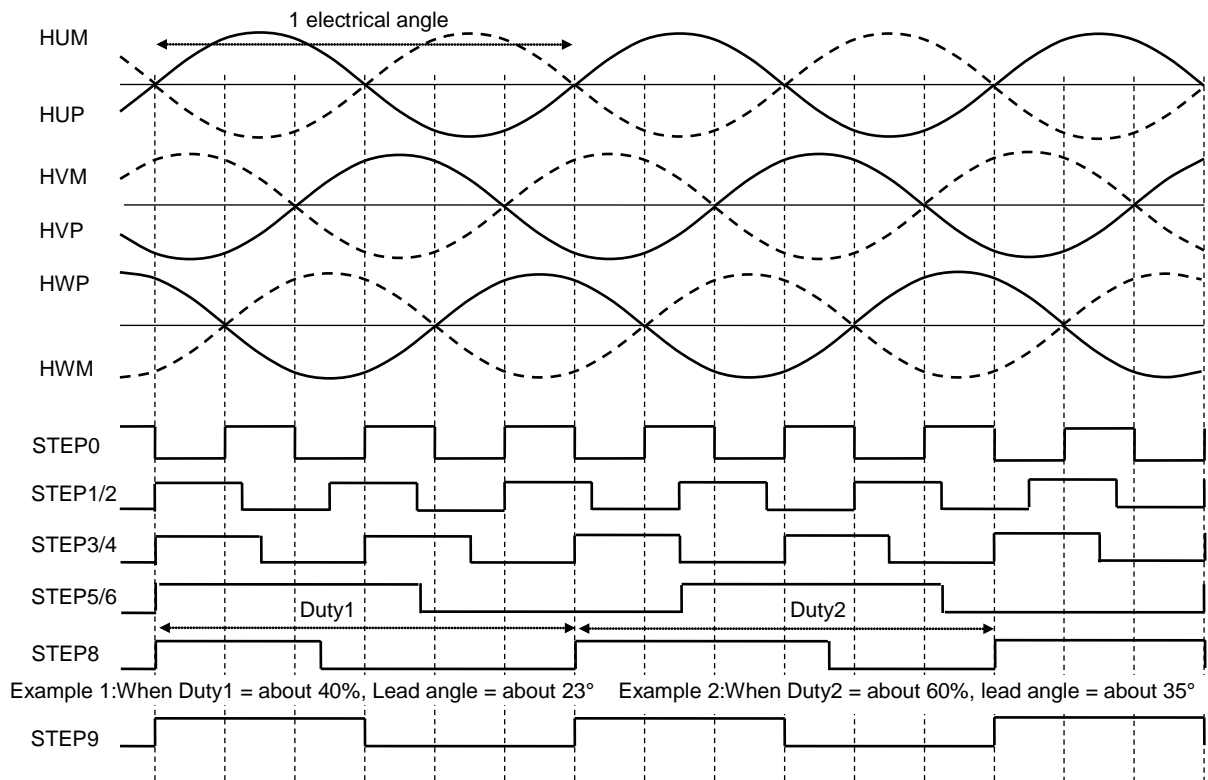 1 electrical angle
HUM
HUP
HVM
HVP
HWP
HWM
STEP0
STEP1/2
STEP3/4
STEP5/6
Duty1
Duty2
STEP8
Example 1:When Duty1 = about 40%, Lead angle = about 23°
Example 2:When Duty2 = about 60%, lead angle = about 35°
STEP9